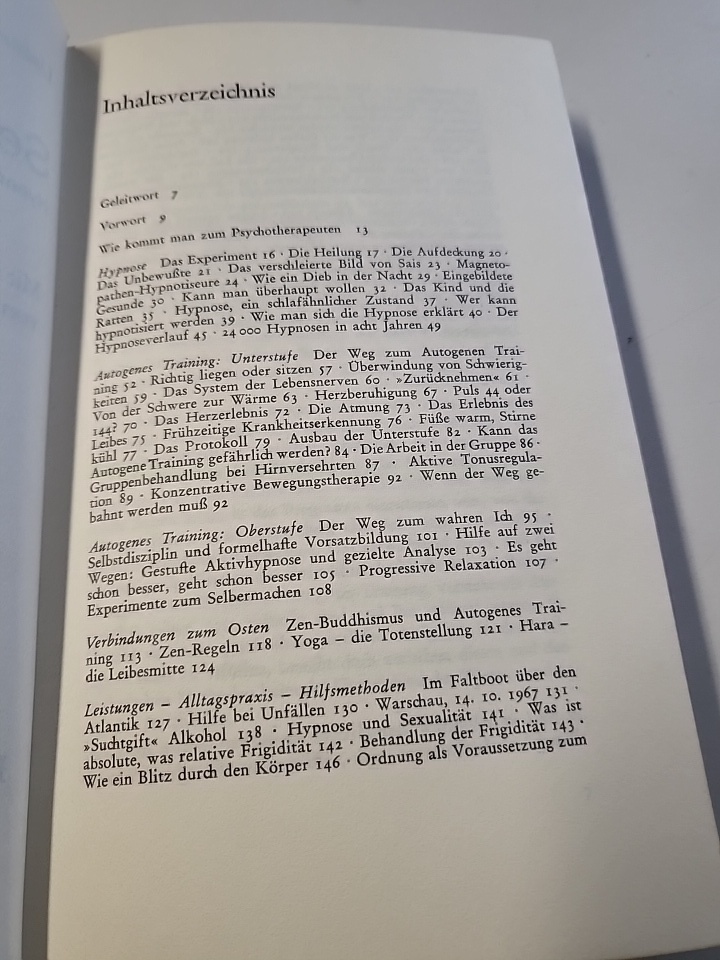 Inhaltsverzeichnis
Geleitwort 7
Vorwort 9
Wie kommt man zum Psychotherapeuten 13
Hypnose Das Experiment 16 · Die Heilung 17 · Die Aufdeckung 20 ·
Das Unbewußte 21 · Das verschleierte Bild von Sais 23 · Magneto-
pathen-Hypnotiseure 24 · Wie ein Dieb in der Nacht 29 · Eingebildete
Gesunde 30 · Kann man überhaupt wollen 32 · Das Kind und die
Ratten 35 · Hypnose, ein schlafähnlicher Zustand 37 · Wer kann
hypnotisiert werden 39 · Wie man sich die Hypnose erklärt 40 · Der
Hypnoseverlauf 45 · 24 000 Hypnosen in acht Jahren 49
Autogenes Training: Unterstufe Der Weg zum Autogenen Trai-
ning 52 · Richtig liegen oder sitzen 57 · Überwindung von Schwierig-
keiten 59 · Das System der Lebensnerven 60 · »Zurücknehmen« 61 ·
Von der Schwere zur Wärme 63 · Herzberuhigung 67 · Puls 44 oder
144? 70 · Das Herzerlebnis 72 · Die Atmung 73 · Das Erlebnis des
Leibes 75 · Frühzeitige Krankheitserkennung 76 · Füße warm, Stirne
kühl 77 · Das Protokoll 79 · Ausbau der Unterstufe 82 · Kann das
Autogene Training gefährlich werden? 84 · Die Arbeit in der Gruppe 86 ·
Gruppenbehandlung bei Hirnversehrten 87 · Aktive Tonusregula-
tion 89 · Konzentrative Bewegungstherapie 92 · Wenn der Weg ge-
bahnt werden muß 92
Autogenes Training: Oberstufe Der Weg zum wahren Ich 95 ·
Selbstdisziplin und formelhafte Vorsatzbildung 101 · Hilfe auf zwei
Wegen: Gestufte Aktivhypnose und gezielte Analyse 103 · Es geht
schon besser, geht schon besser 105 · Progressive Relaxation 107 ·
Experimente zum Selbermachen 108
Verbindungen zum Osten Zen-Buddhismus und Autogenes Trai-
ning 113 · Zen-Regeln 118 · Yoga – die Totenstellung 121 · Hara –
die Leibesmitte 124
Leistungen – Alltagspraxis – Hilfsmethoden Im Faltboot über den
Atlantik 127 · Hilfe bei Unfällen 130 · Warschau, 14. 10. 1967 131 ·
»Suchtgift« Alkohol 138 · Hypnose und Sexualität 141 · Was ist
absolute, was relative Frigidität 142 · Behandlung der Frigidität 143 ·
Wie ein Blitz durch den Körper 146 · Ordnung als Voraussetzung zum